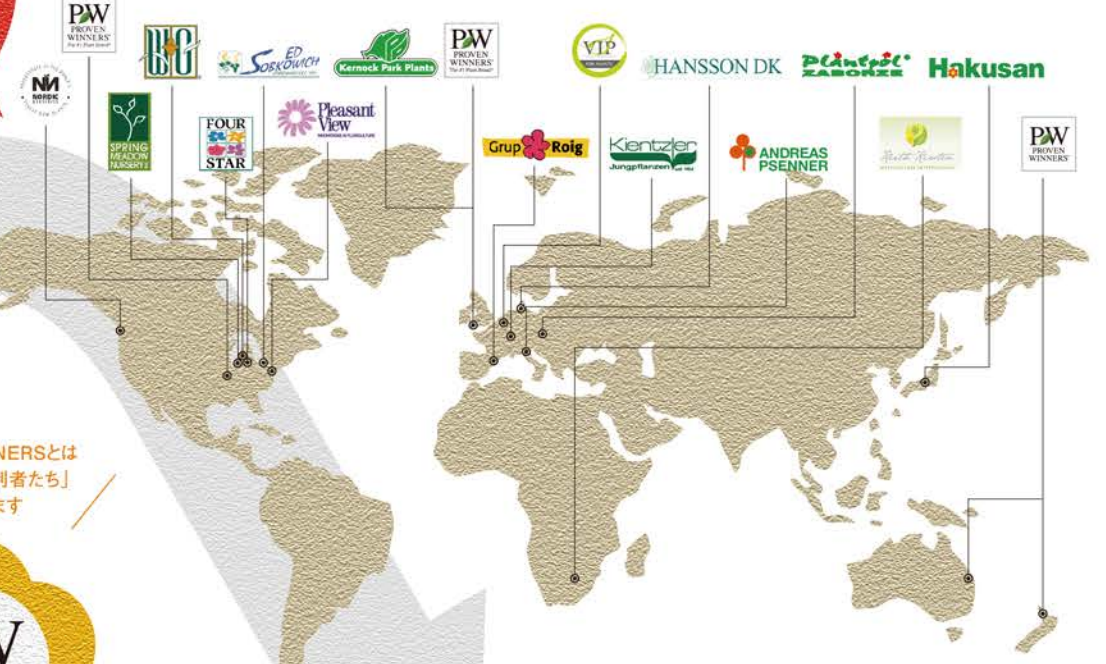 PW
PROVEN
WINNERS®
The #1 Plant Brand®
NORDIC
SPRING
MEADOW
NURSERY
FOUR
STAR
ED
SOBKOWICH
Pleasant
View
Kernock Park Plants
PW
PROVEN
WINNERS®
The #1 Plant Brand®
Grup Roig
VIP
Kientzler
Jungpflanzen
HANSSON DK
ANDREAS
PSENNER
Plantpol®
ZABORZE
Hakusan
PW
PROVEN
WINNERS®
NERSとは
者たち」
ます